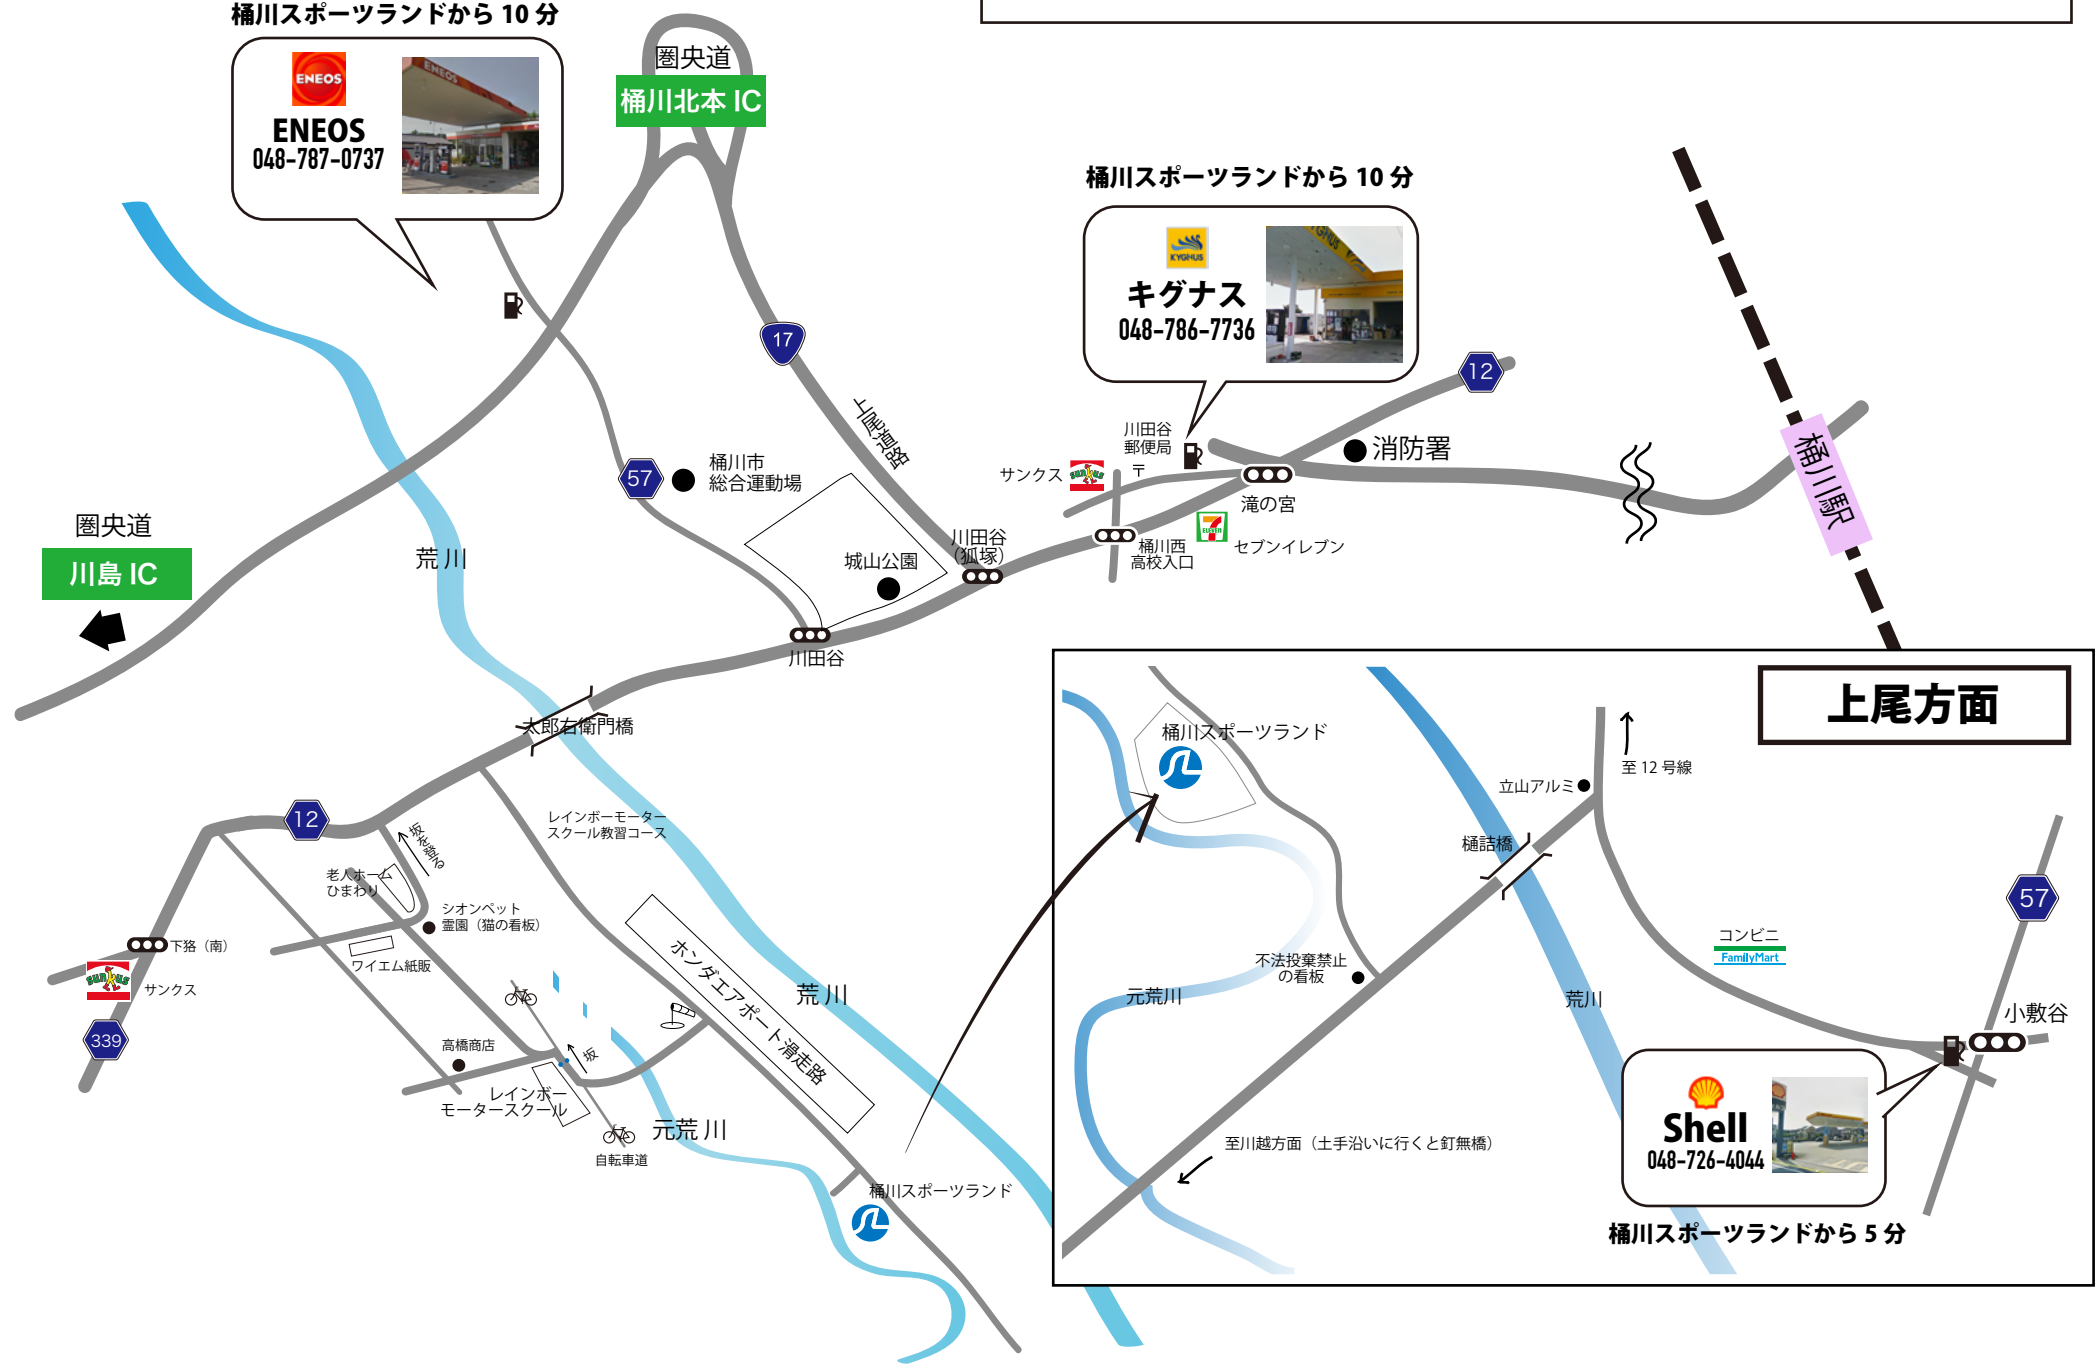 桶川スポーツランドから 10 分
ENEOS
ENEOS
048-787-0737
ENEOS
圏央道
桶川北本 IC
桶川スポーツランドから 10 分
KYGNUS
キグナス
048-786-7736
KYGNUS
17
12
上尾道路
川田谷
郵便局
〒
消防署
サンクス
sunkus
滝の宮
桶川駅
57
桶川市
総合運動場
セブンイレブン
7
ELEVEN
桶川西
高校入口
川田谷
(狐塚)
城山公園
圏央道
川島 IC
荒 川
川田谷
太郎右衛門橋
12
坂を登る
レインボーモーター
スクール教習コース
老人ホーム
ひまわり
シオンペット
霊園（猫の看板）
下狢（南）
ワイエム紙販
sunkus
サンクス
339
ホンダエアポート滑走路
荒 川
高橋商店
坂
レインボー
モータースクール
元荒 川
自転車道
桶川スポーツランド
上尾方面
桶川スポーツランド
至 12 号線
立山アルミ
樋詰橋
57
コンビニ
FamilyMart
不法投棄禁止
の看板
元荒川
荒川
小敷谷
至川越方面（土手沿いに行くと釘無橋）
Shell
048-726-4044
桶川スポーツランドから 5 分